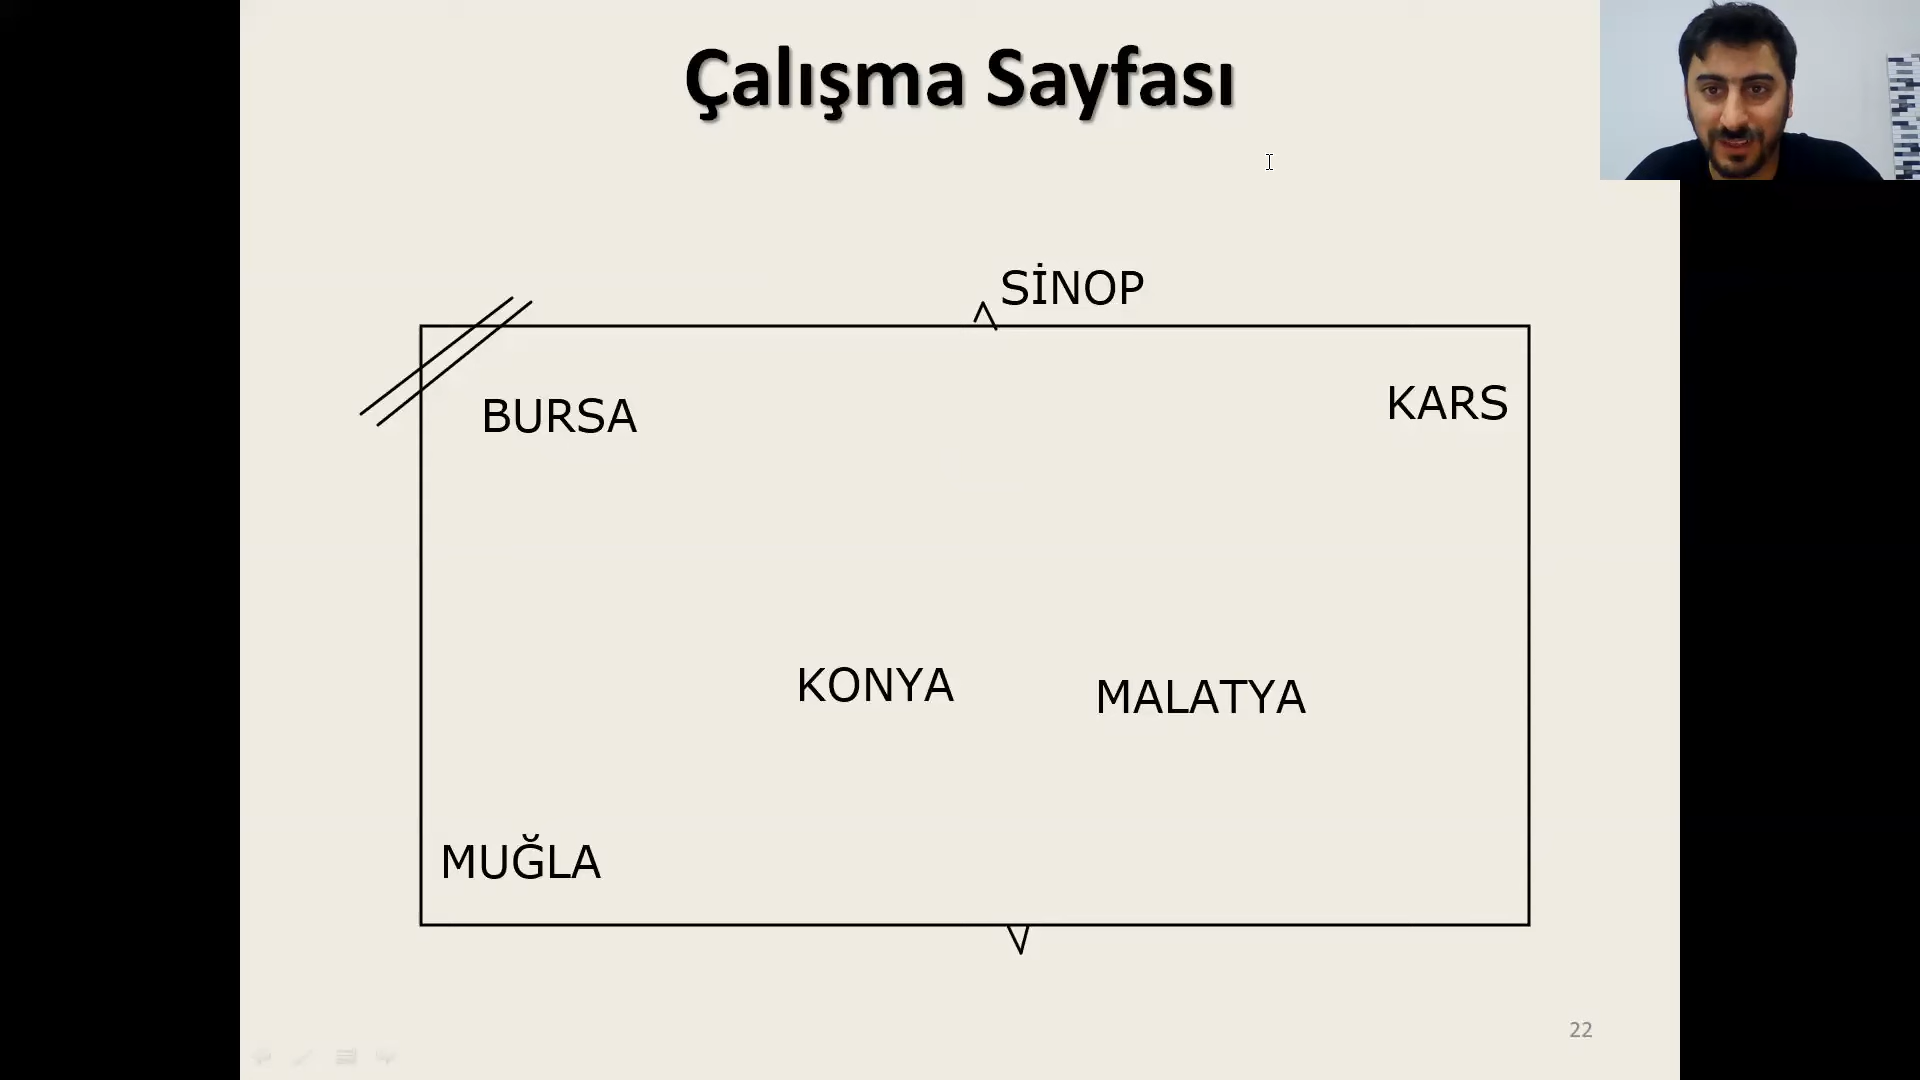 Çalışma Sayfası
SİNOP
BURSA
KARS
KONYA
MALATYA
MUĞLA
22